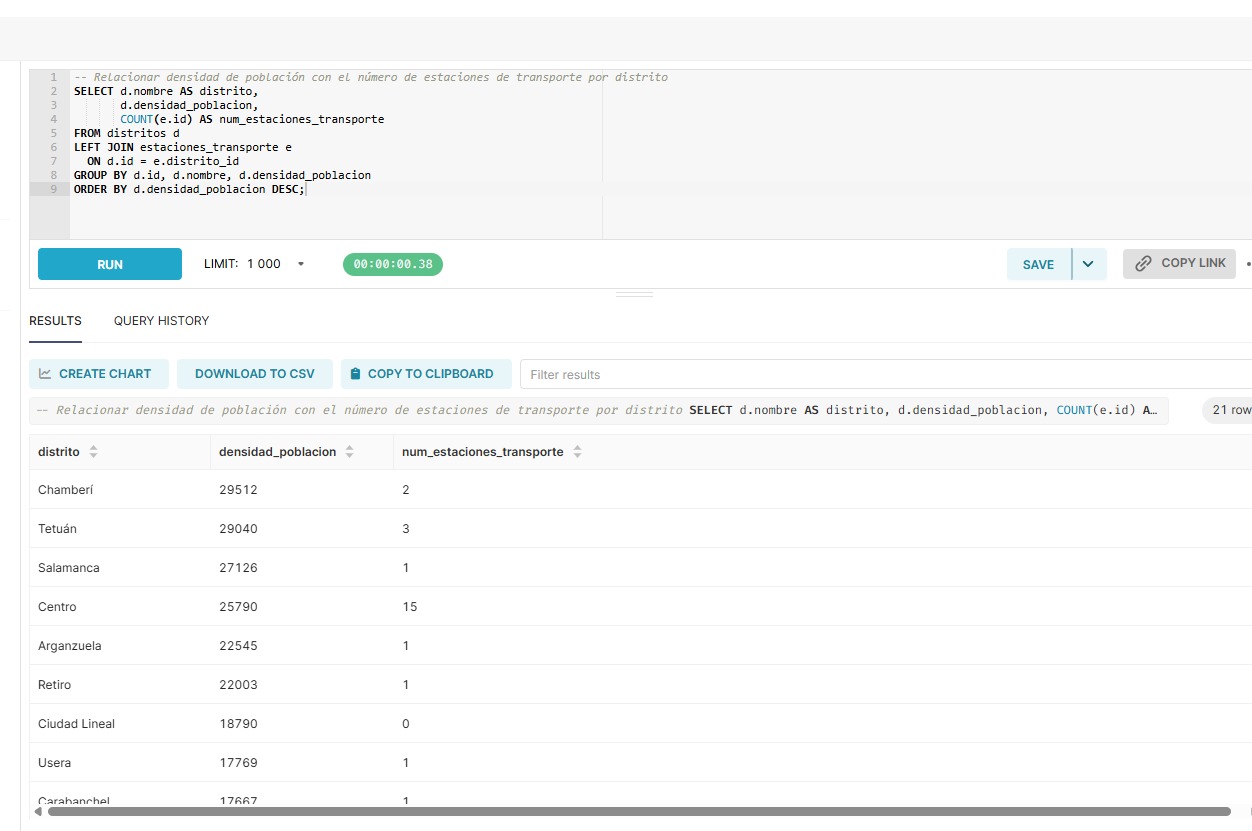 1 -- Relacionar densidad de población con el número de estaciones de transporte por distrito
2 SELECT d.nombre AS distrito,
3 d.densidad_poblacion,
4 COUNT(e.id) AS num_estaciones_transporte
5 FROM distritos d
6 LEFT JOIN estaciones_transporte e
7 ON d.id = e.distrito_id
8 GROUP BY d.id, d.nombre, d.densidad_poblacion
9 ORDER BY d.densidad_poblacion DESC;
RUN LIMIT: 1 000 00:00:00.38 SAVE COPY LINK
RESULTS QUERY HISTORY
CREATE CHART DOWNLOAD TO CSV COPY TO CLIPBOARD Filter results
-- Relacionar densidad de población con el número de estaciones de transporte por distrito SELECT d.nombre AS distrito, d.densidad_poblacion, COUNT(e.id) A… 21 row
distrito densidad_poblacion num_estaciones_transporte
Chamberí 29512 2
Tetuán 29040 3
Salamanca 27126 1
Centro 25790 15
Arganzuela 22545 1
Retiro 22003 1
Ciudad Lineal 18790 0
Usera 17769 1
Carabanchel 17667 1